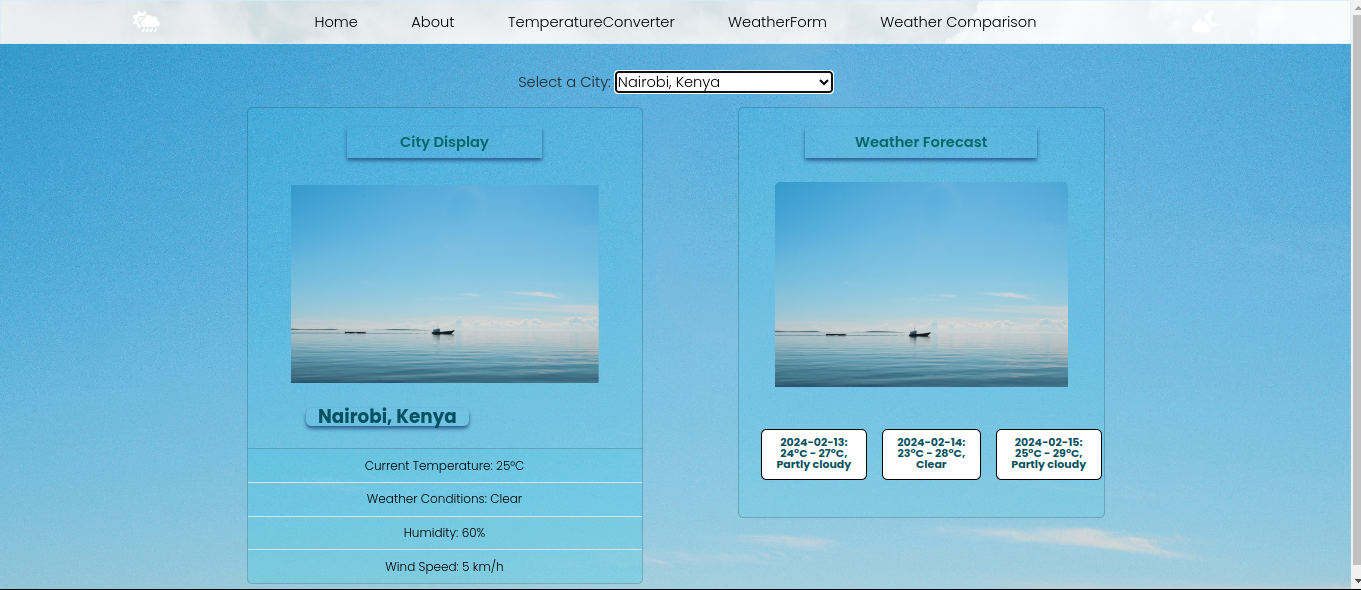 Home About TemperatureConverter WeatherForm Weather Comparison
Select a City: Nairobi, Kenya
City Display
Nairobi, Kenya
Current Temperature: 25°C
Weather Conditions: Clear
Humidity: 60%
Wind Speed: 5 km/h
Weather Forecast
2024-02-13:
24°C - 27°C,
Partly cloudy
2024-02-14:
23°C - 28°C,
Clear
2024-02-15:
25°C - 29°C,
Partly cloudy